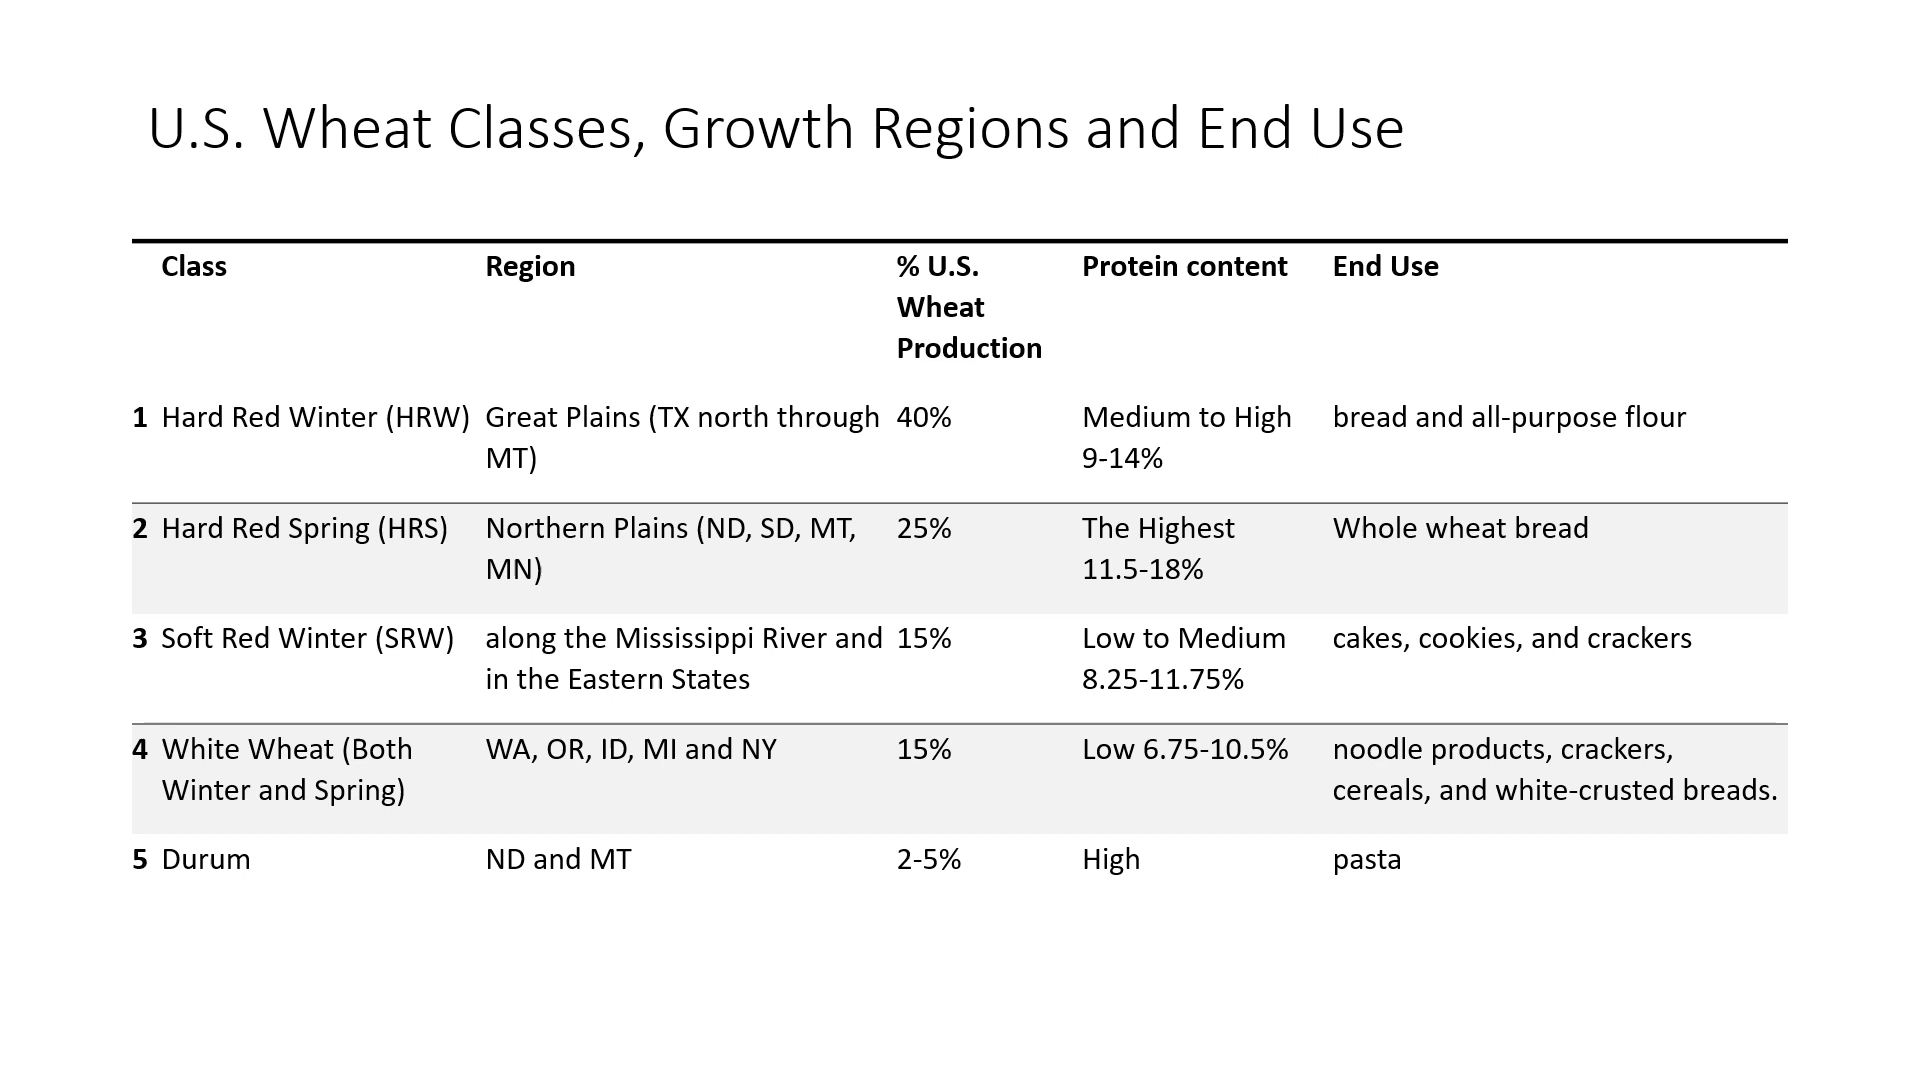 U.S. Wheat Classes, Growth Regions and End Use
Class Region % U.S. Wheat Production Protein content End Use
1 Hard Red Winter (HRW) Great Plains (TX north through MT) 40% Medium to High 9-14% bread and all-purpose flour
2 Hard Red Spring (HRS) Northern Plains (ND, SD, MT, MN) 25% The Highest 11.5-18% Whole wheat bread
3 Soft Red Winter (SRW) along the Mississippi River and in the Eastern States 15% Low to Medium 8.25-11.75% cakes, cookies, and crackers
4 White Wheat (Both Winter and Spring) WA, OR, ID, MI and NY 15% Low 6.75-10.5% noodle products, crackers, cereals, and white-crusted breads.
5 Durum ND and MT 2-5% High pasta